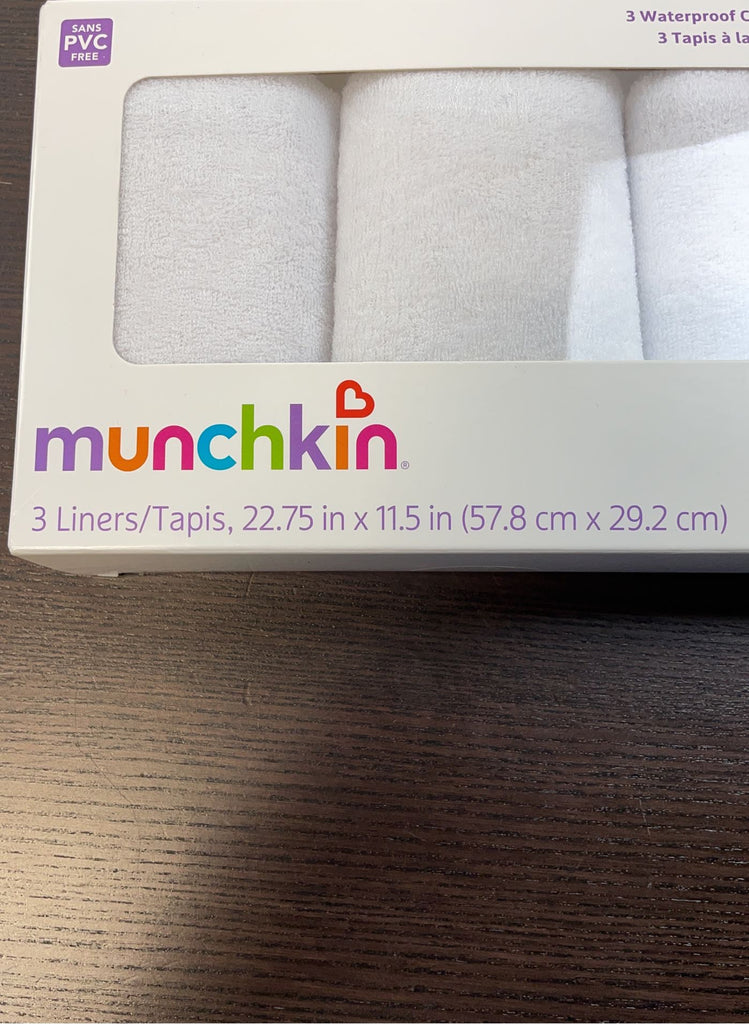 SANS
PVC
FREE
3 Waterproof
3 Tapis à la
munchkin®
3 Liners/Tapis, 22.75 in x 11.5 in (57.8 cm x 29.2 cm)